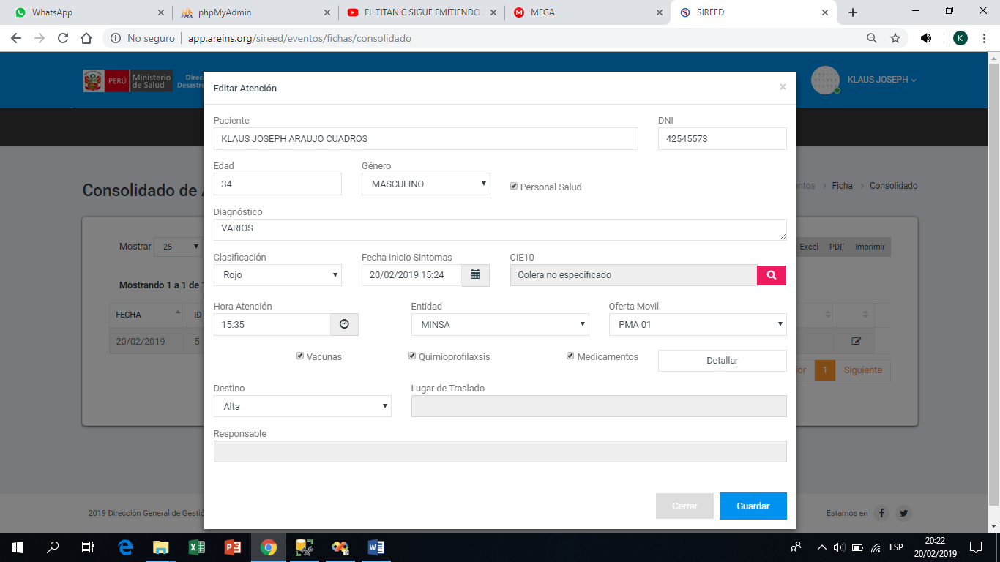 WhatsApp
phpMyAdmin
EL TITANIC SIGUE EMITIENDO
MEGA
SIREED
No seguro | app.areins.org/sireed/eventos/fichas/consolidado
K
PERÚ
Ministerio
de Salud
Direc
Desastre
KLAUS JOSEPH
Editar Atención
×
Paciente
DNI
KLAUS JOSEPH ARAUJO CUADROS
42545573
Edad
Género
34
MASCULINO
Personal Salud
Consolidado de
entos > Ficha > Consolidado
Diagnóstico
VARIOS
Mostrar 25
Excel PDF Imprimir
Clasificación
Fecha Inicio Sintomas
CIE10
Rojo
20/02/2019 15:24
Colera no especificado
Mostrando 1 a 1 de 1
Hora Atención
Entidad
Oferta Movil
FECHA
ID
15:35
MINSA
PMA 01
20/02/2019
5
Vacunas
Quimioprofilaxsis
Medicamentos
Detallar
or
1
Siguiente
Destino
Lugar de Traslado
Alta
Responsable
Cerrar
Guardar
2019 Dirección General de Gestió
Estamos en
ESP
20:22
20/02/2019